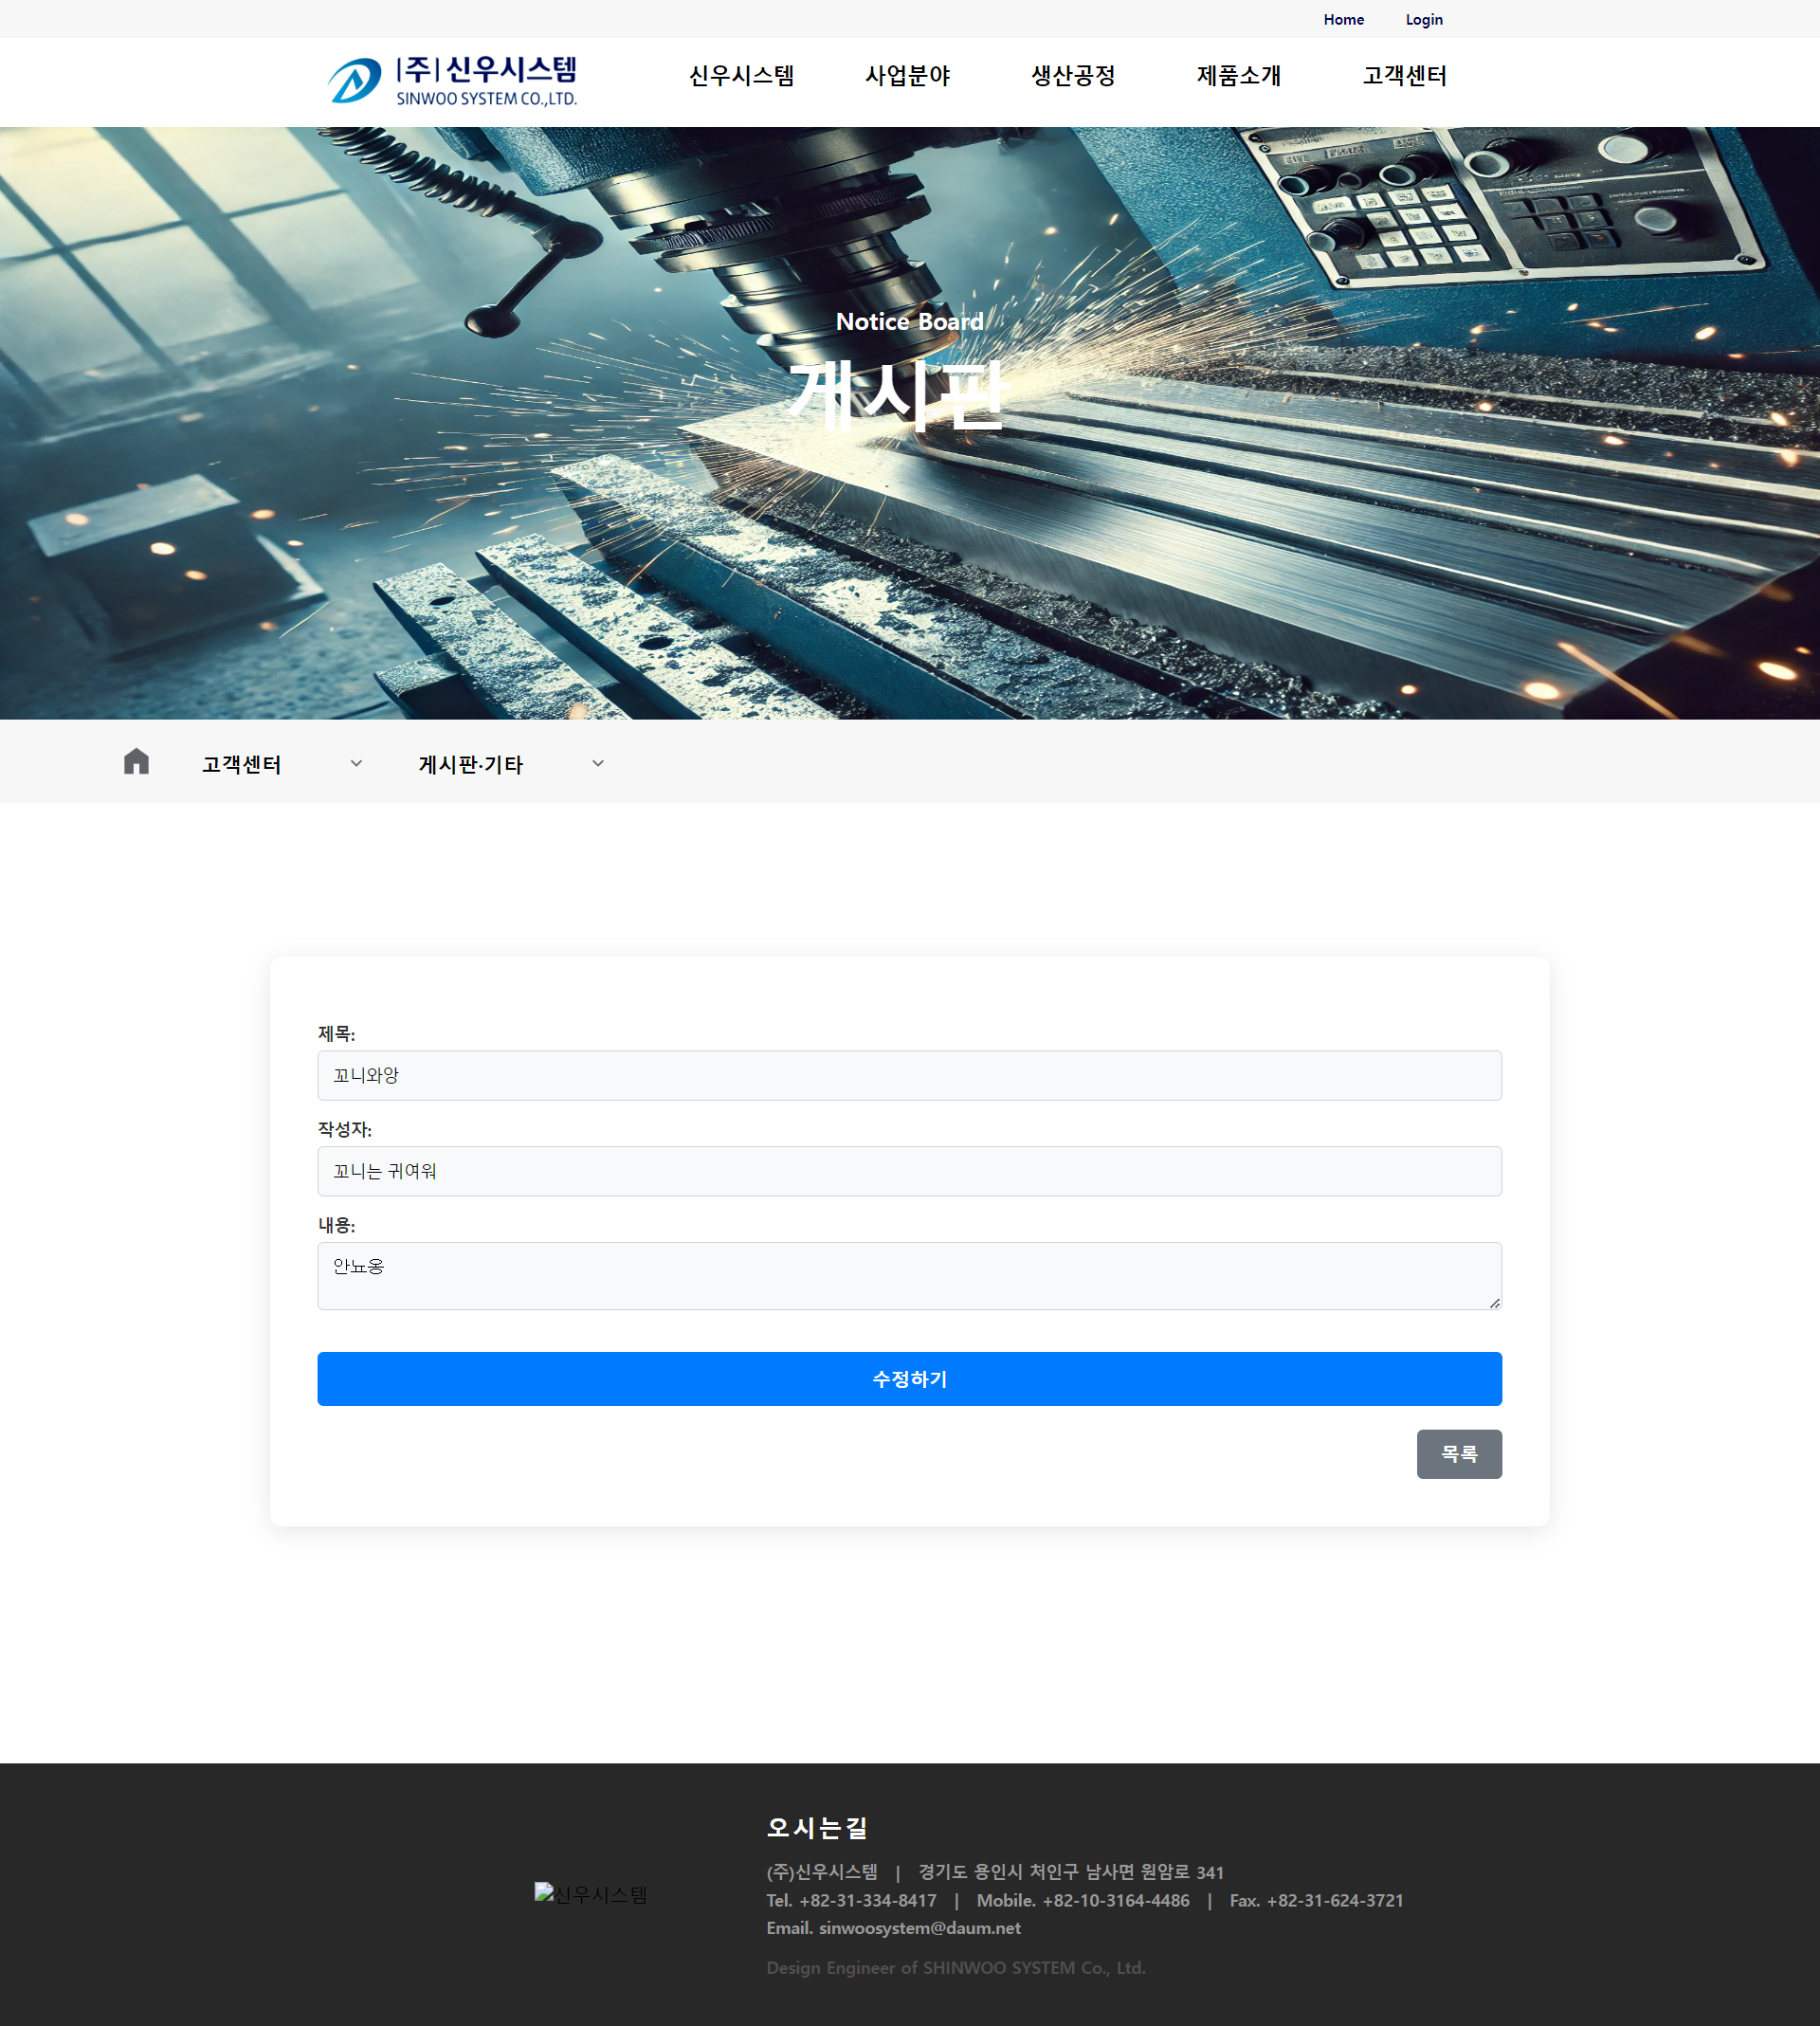 Home Login
|주|신우시스템
SINWOO SYSTEM CO.,LTD.
신우시스템 사업분야 생산공정 제품소개 고객센터
Notice Board
게시판
고객센터 게시판·기타
제목:
꼬니와앙
작성자:
꼬니는 귀여워
내용:
안뇨옹
수정하기
목록
오시는길
신우시스템
(주)신우시스템 | 경기도 용인시 처인구 남사면 원암로 341
Tel. +82-31-334-8417 | Mobile. +82-10-3164-4486 | Fax. +82-31-624-3721
Email. sinwoosystem@daum.net
Design Engineer of SHINWOO SYSTEM Co., Ltd.